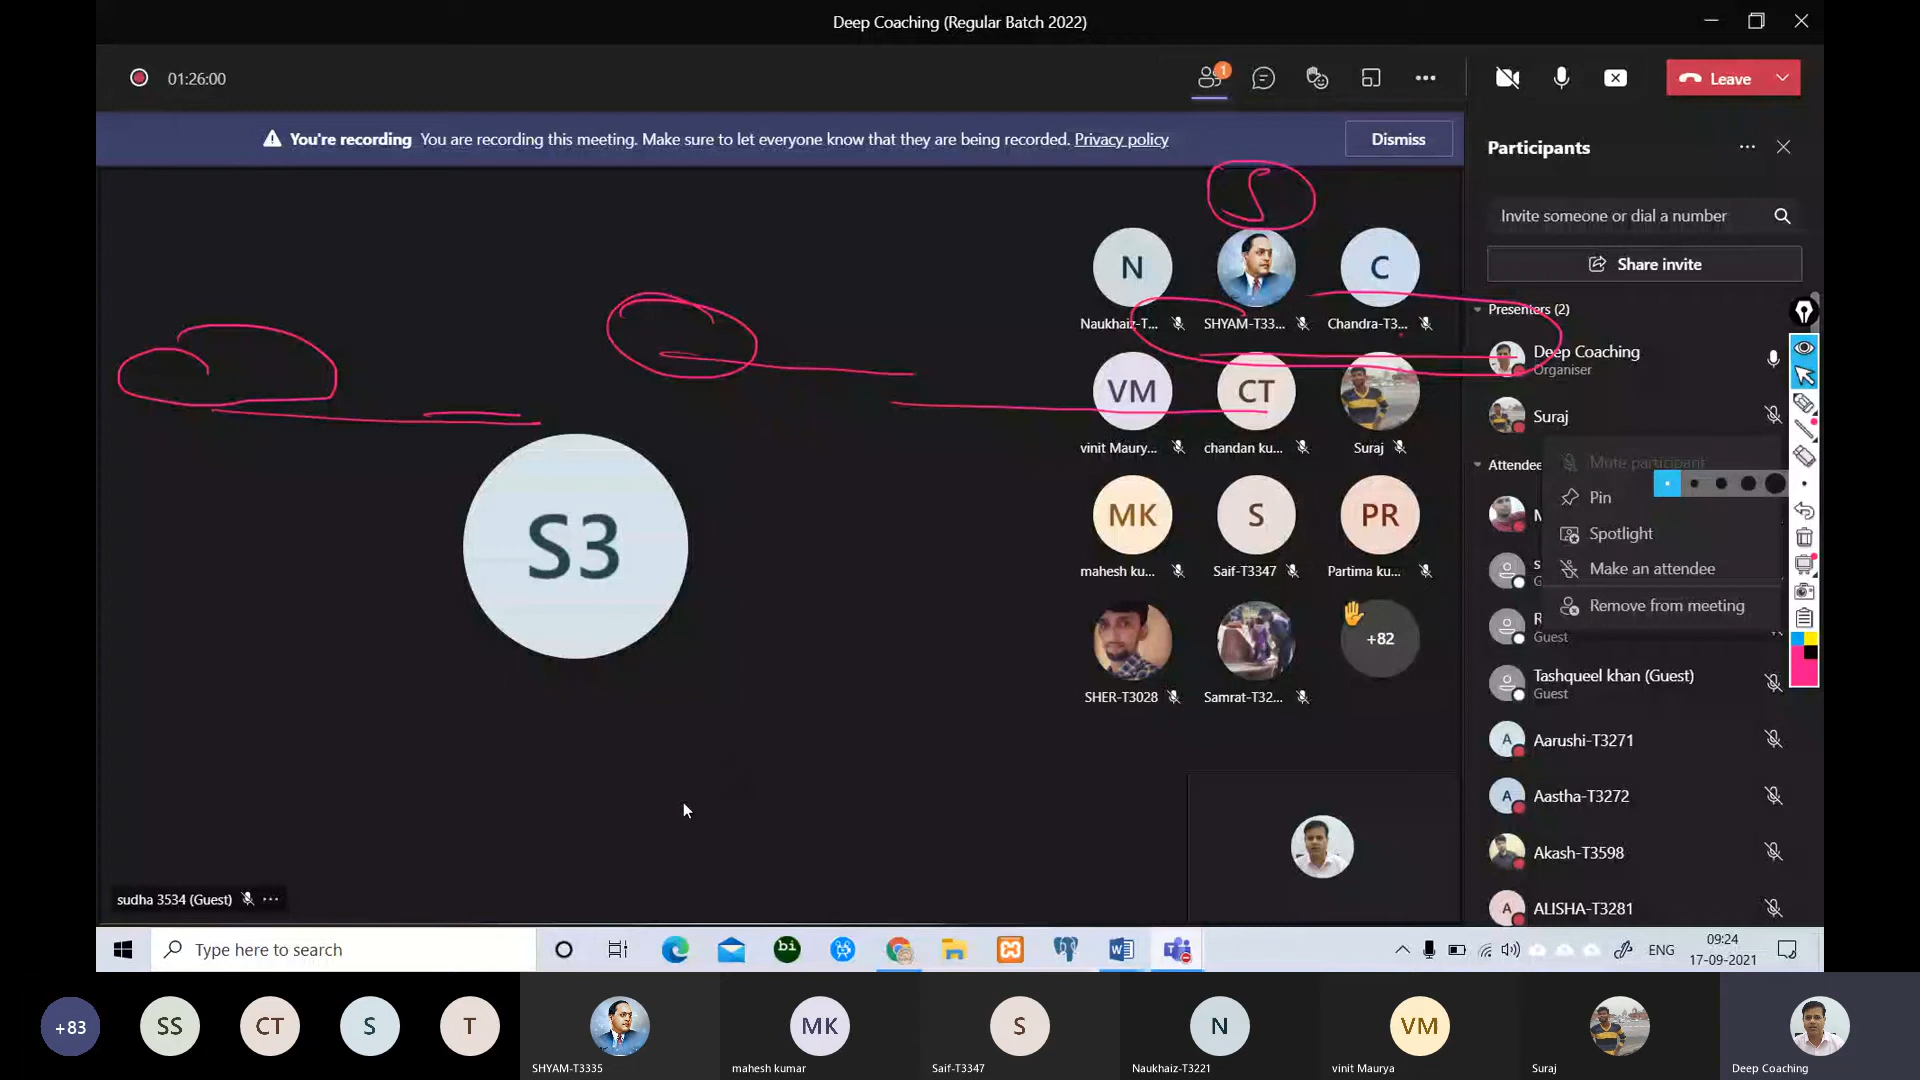 Deep Coaching (Regular Batch 2022)
01:26:00
1
Leave
You're recording You are recording this meeting. Make sure to let everyone know that they are being recorded. Privacy policy
Dismiss
S
N
C
Naukhaiz-T...
SHYAM-T33...
Chandra-T3...
VM
CT
vinit Maury...
chandan ku...
Suraj
MK
S
PR
mahesh ku...
Saif-T3347
Partima ku...
+82
SHER-T3028
Samrat-T32...
S3
sudha 3534 (Guest)
Participants
Invite someone or dial a number
Share invite
Presenters (2)
Deep Coaching
Organiser
Suraj
Attendee
Mute participant
Pin
Spotlight
Make an attendee
Remove from meeting
Guest
Tashqueel khan (Guest)
Guest
A
Aarushi-T3271
A
Aastha-T3272
Akash-T3598
A
ALISHA-T3281
Type here to search
bi
ENG
09:24
17-09-2021
+83
SS
CT
S
T
MK
S
N
VM
SHYAM-T3335
mahesh kumar
Saif-T3347
Naukhaiz-T3221
vinit Maurya
Suraj
Deep Coaching